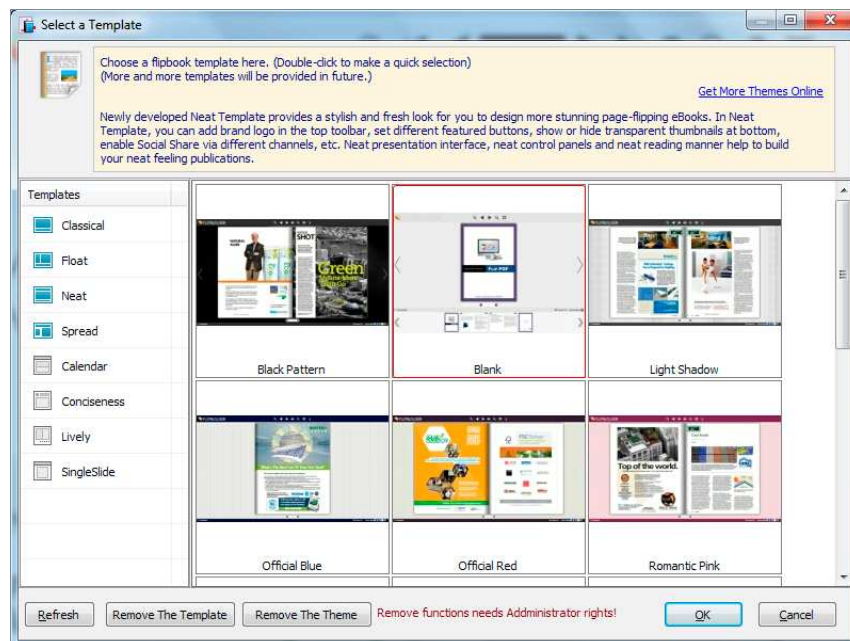 Select a Template
Choose a flipbook template here. (Double-click to make a quick selection)
(More and more templates will be provided in future.)
Get More Themes Online
Newly developed Neat Template provides a stylish and fresh look for you to design more stunning page-flipping eBooks. In Neat
Template, you can add brand logo in the top toolbar, set different featured buttons, show or hide transparent thumbnails at bottom,
enable Social Share via different channels, etc. Neat presentation interface, neat control panels and neat reading manner help to build
your neat feeling publications.
Templates
Classical
Float
Neat
Spread
Calendar
Conciseness
Lively
SingleSlide
SHOT
Green
Flip PDF
Black Pattern
Blank
Light Shadow
Top of the world.
Official Blue
Official Red
Romantic Pink
Refresh
Remove The Template
Remove The Theme
Remove functions needs Addministrator rights!
OK
Cancel